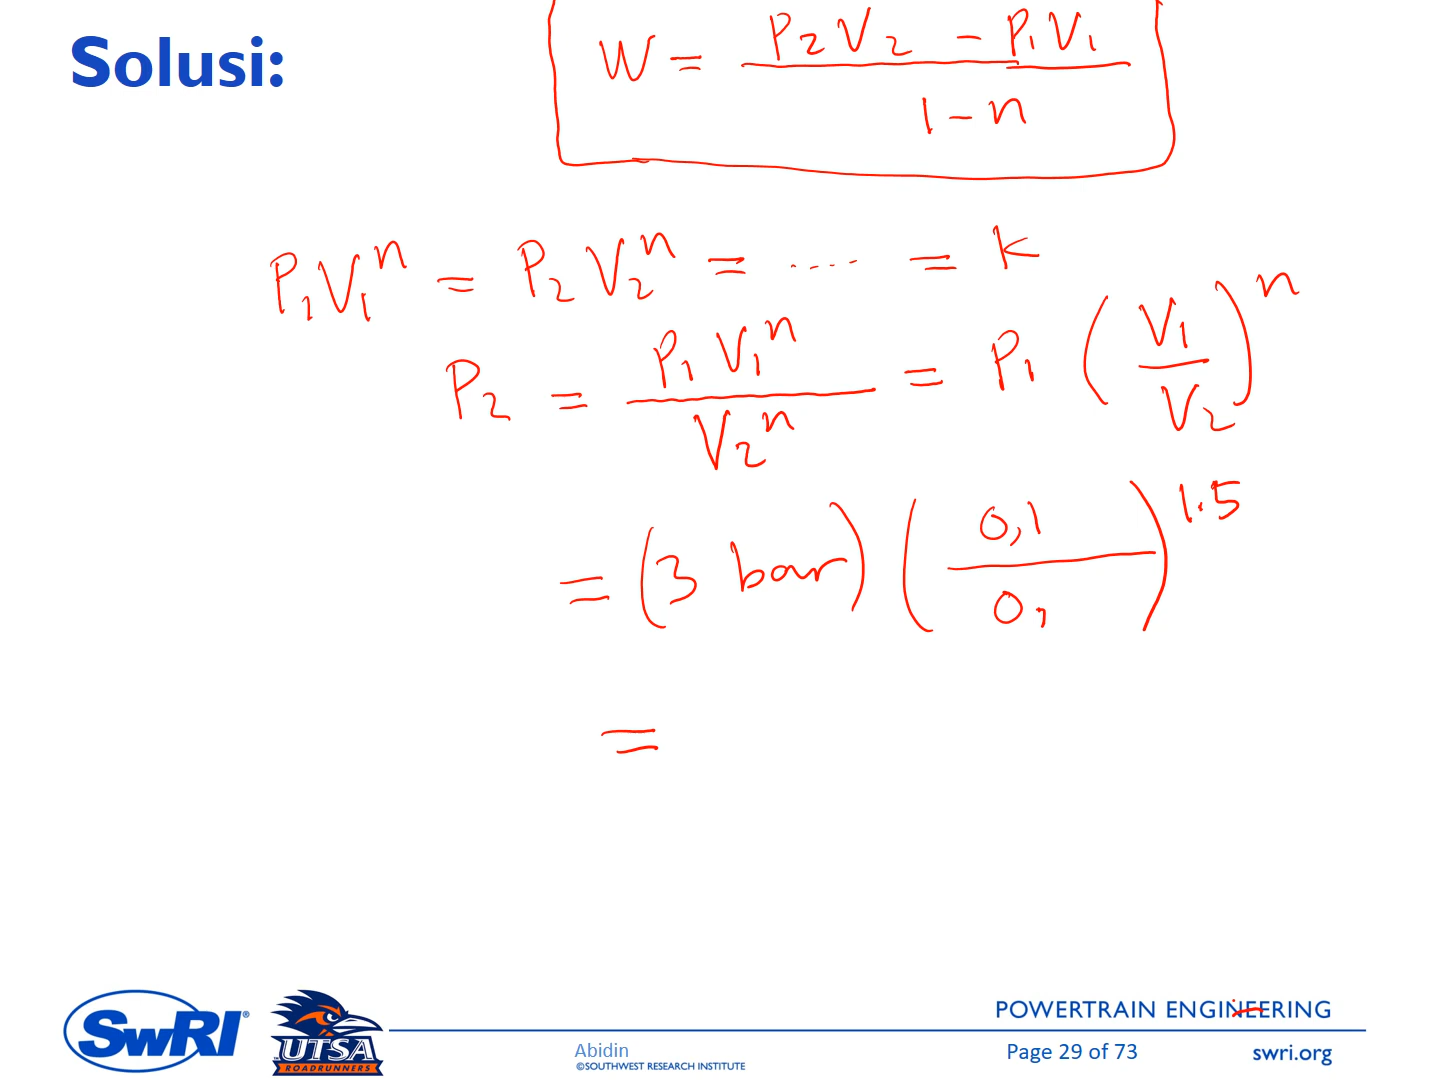 Solusi:
W = P2V2 - P1V1 / 1-n
P1V1^n = P2V2^n = .... = k
P2 = P1V1^n / V2^n = P1 (V1/V2)^n
= (3 bar) (0,1 / 0,)^1.5
=
SwRI®
UTSA
ROADRUNNERS
Abidin
©SOUTHWEST RESEARCH INSTITUTE
POWERTRAIN ENGINEERING
Page 29 of 73
swri.org